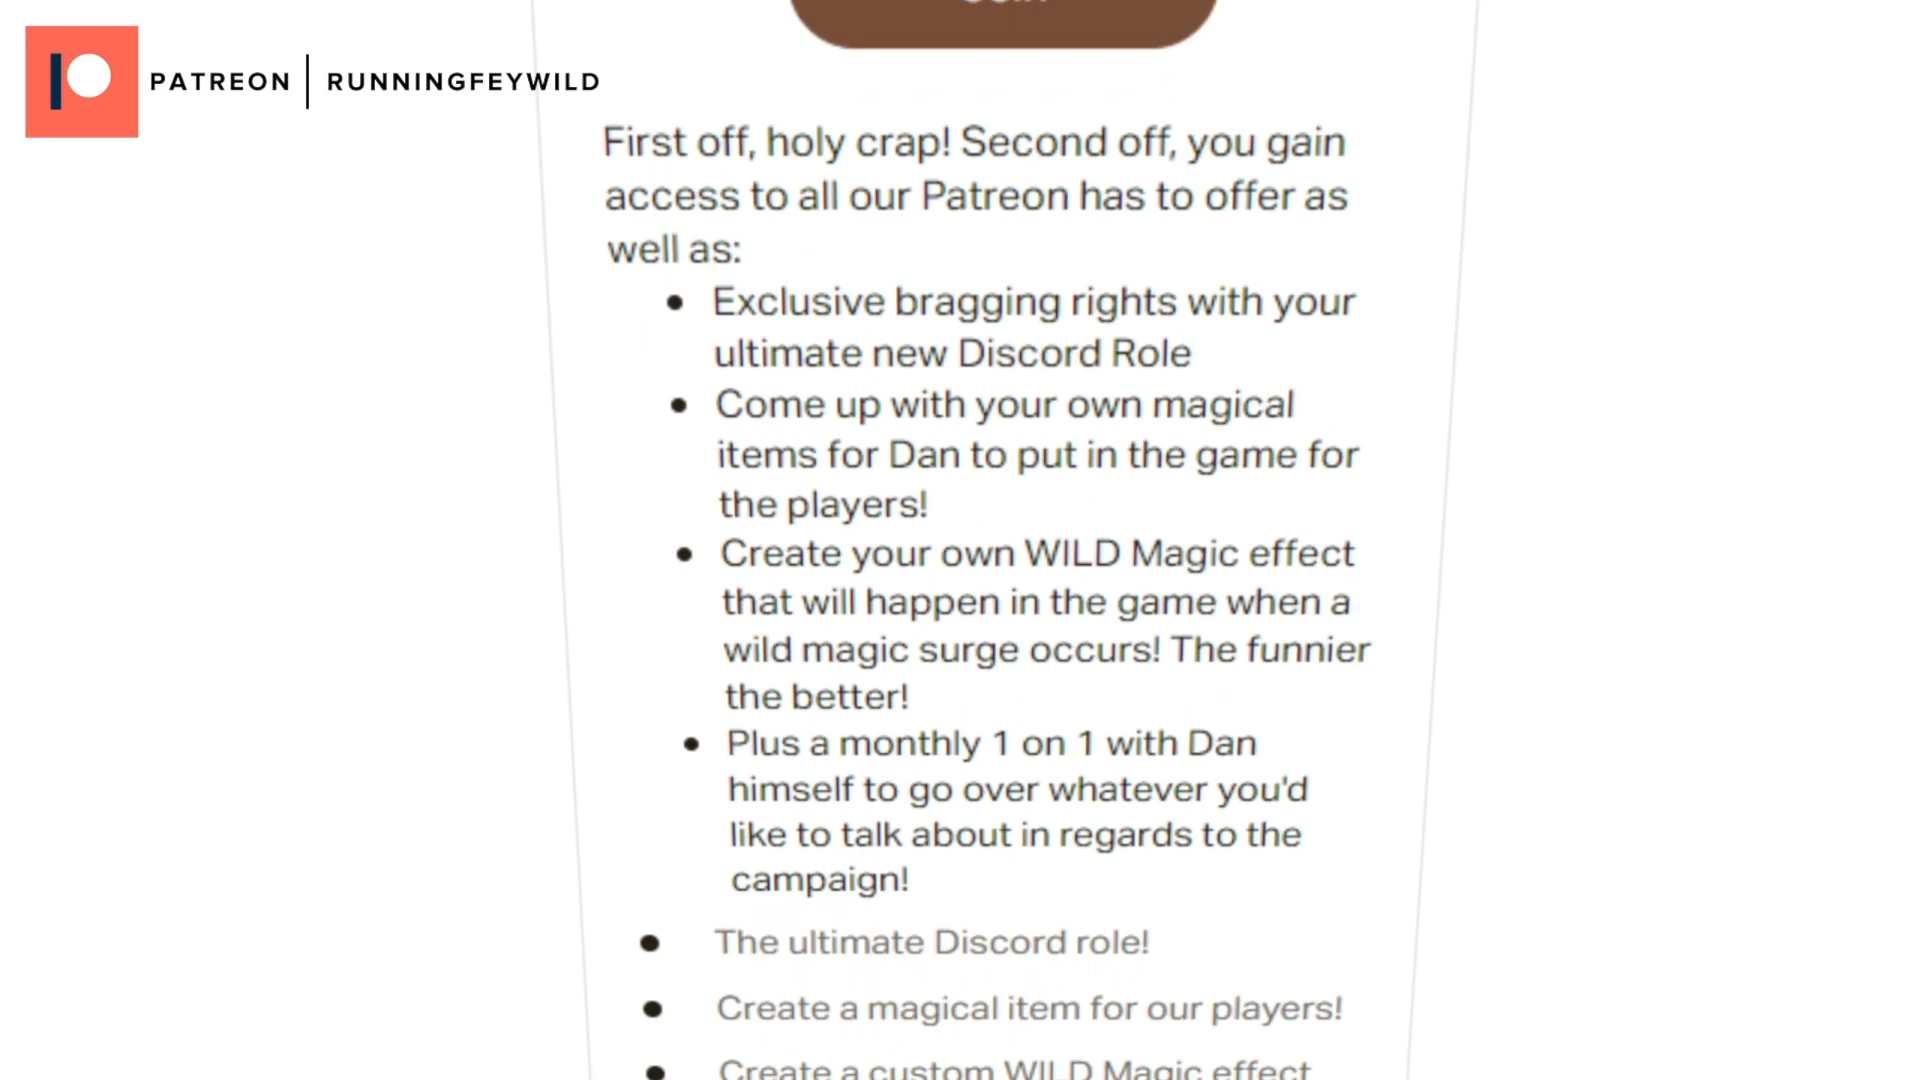 PATREON | RUNNINGFEYWILD
First off, holy crap! Second off, you gain
access to all our Patreon has to offer as
well as:
• Exclusive bragging rights with your
ultimate new Discord Role
• Come up with your own magical
items for Dan to put in the game for
the players!
• Create your own WILD Magic effect
that will happen in the game when a
wild magic surge occurs! The funnier
the better!
• Plus a monthly 1 on 1 with Dan
himself to go over whatever you'd
like to talk about in regards to the
campaign!
• The ultimate Discord role!
• Create a magical item for our players!
• Create a custom WILD Magic effect